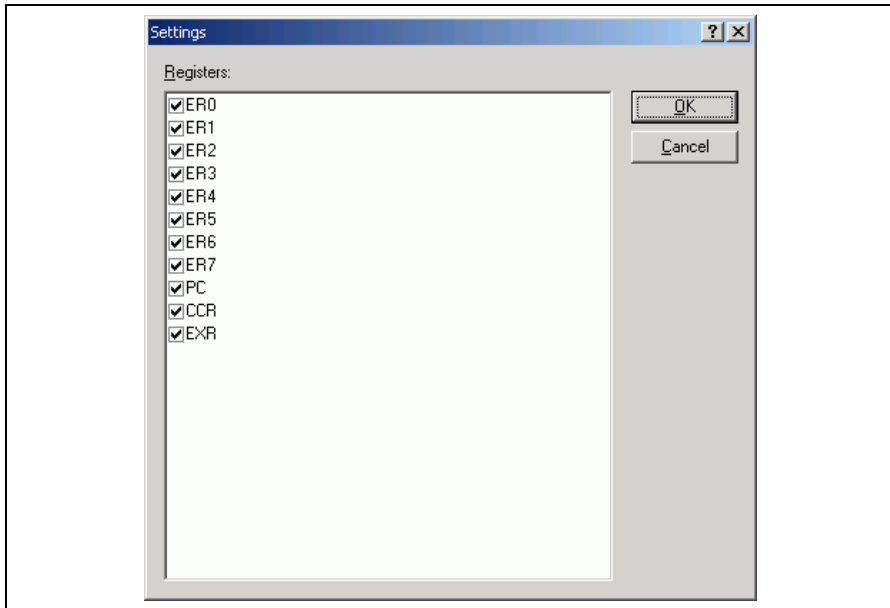 Settings
Registers:
ER0
OK
ER1
ER2
Cancel
ER3
ER4
ER5
ER6
ER7
PC
CCR
EXR